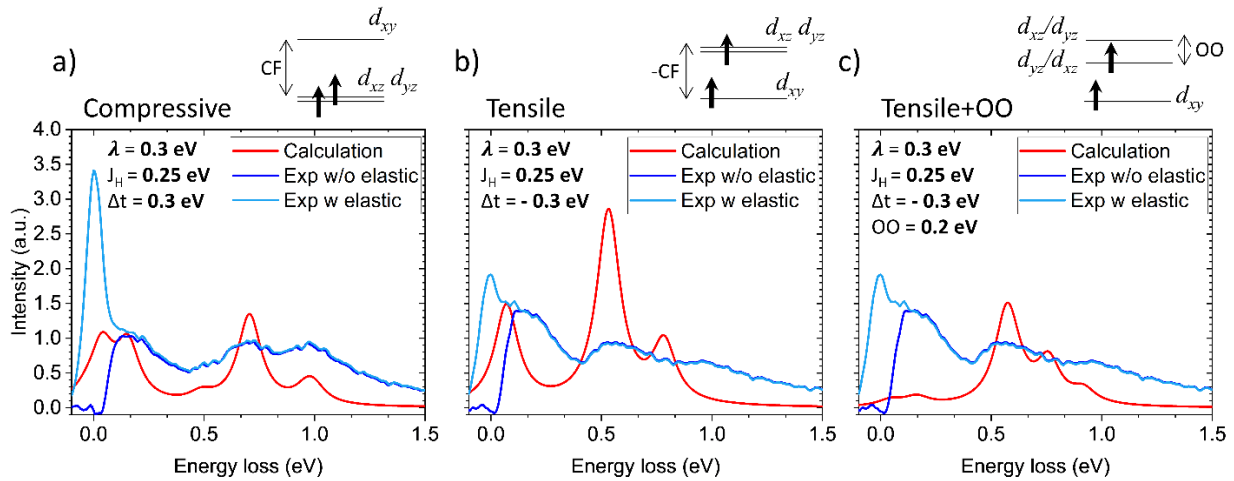 a)
CF
d_xy
d_xz d_yz
Compressive
λ = 0.3 eV
J_H = 0.25 eV
Δt = 0.3 eV
Calculation
Exp w/o elastic
Exp w elastic
Intensity (a.u.)
4.0
3.5
3.0
2.5
2.0
1.5
1.0
0.5
0.0
0.0 0.5 1.0 1.5
Energy loss (eV)
b)
-CF
d_xz d_yz
d_xy
Tensile
λ = 0.3 eV
J_H = 0.25 eV
Δt = - 0.3 eV
Calculation
Exp w/o elastic
Exp w elastic
0.0 0.5 1.0 1.5
Energy loss (eV)
c)
d_xz/d_yz
d_yz/d_xz
OO
d_xy
Tensile+OO
λ = 0.3 eV
J_H = 0.25 eV
Δt = - 0.3 eV
OO = 0.2 eV
Calculation
Exp w/o elastic
Exp w elastic
0.0 0.5 1.0 1.5
Energy loss (eV)